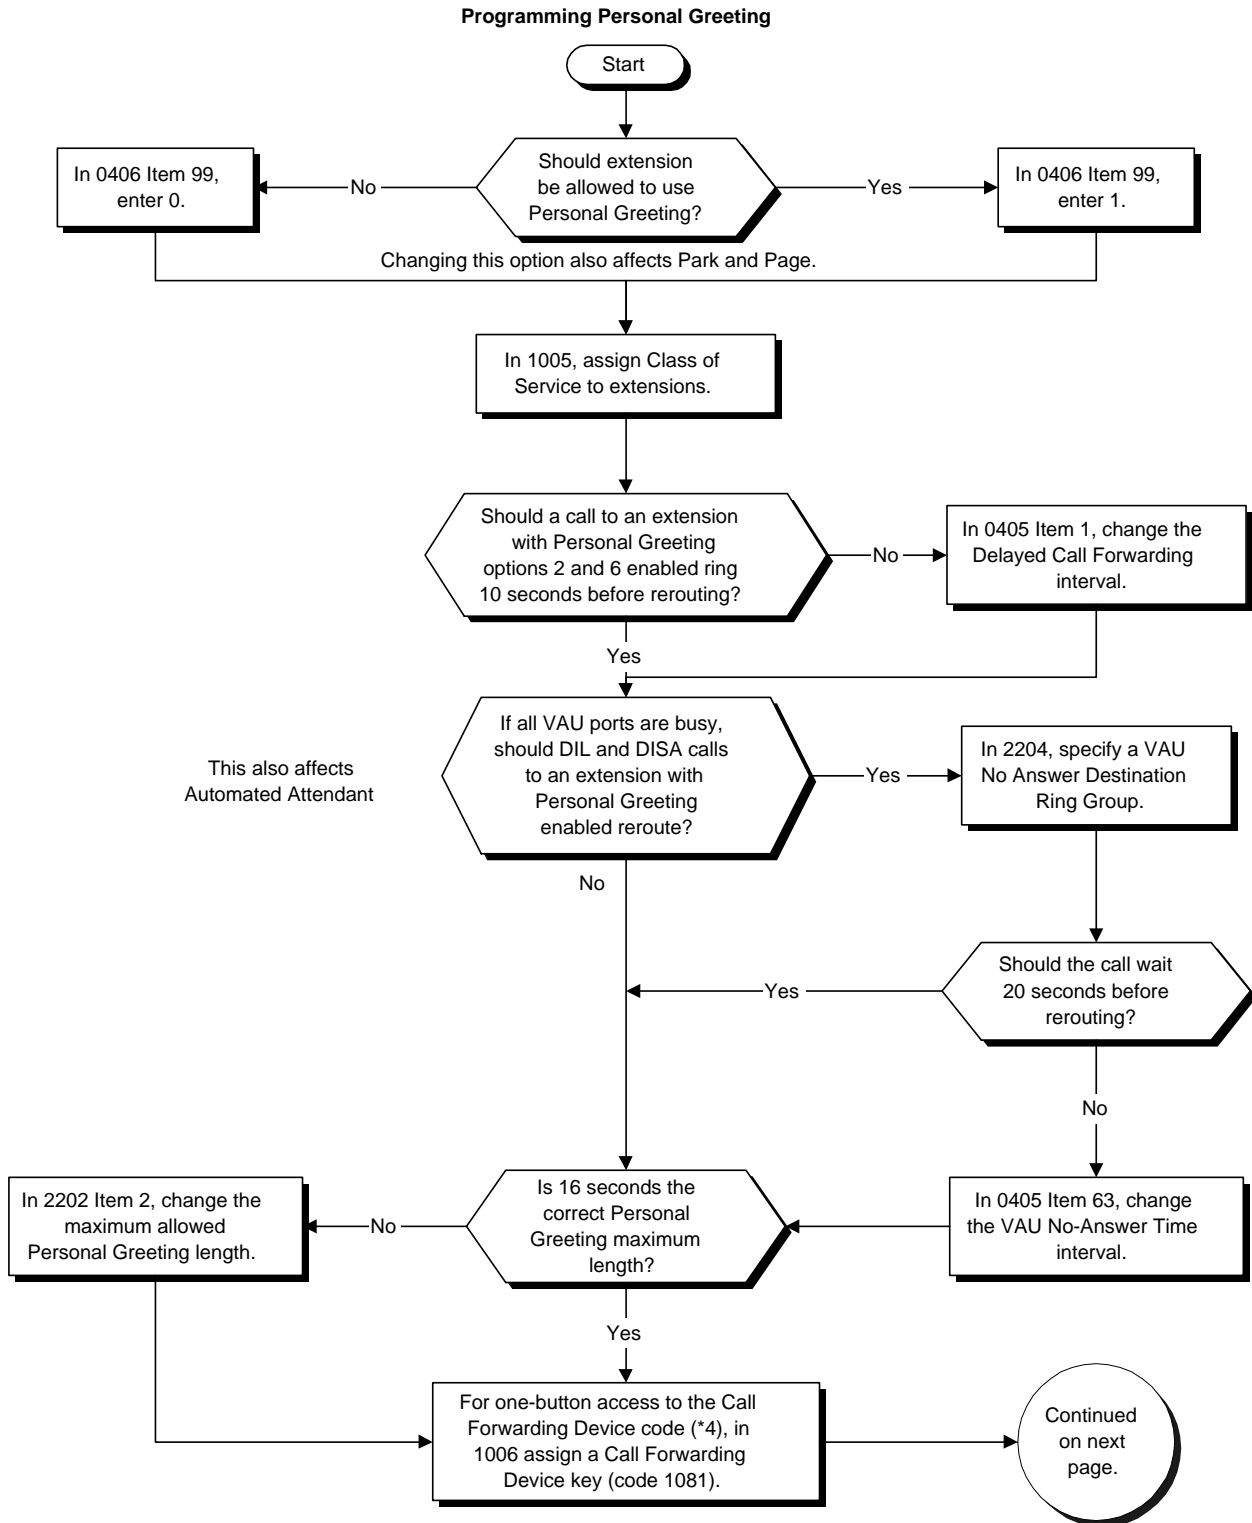 Programming Personal Greeting
Start
Should extension
be allowed to use
Personal Greeting?
No
In 0406 Item 99,
enter 0.
Yes
In 0406 Item 99,
enter 1.
Changing this option also affects Park and Page.
In 1005, assign Class of
Service to extensions.
Should a call to an extension
with Personal Greeting
options 2 and 6 enabled ring
10 seconds before rerouting?
No
In 0405 Item 1, change the
Delayed Call Forwarding
interval.
Yes
This also affects
Automated Attendant
If all VAU ports are busy,
should DIL and DISA calls
to an extension with
Personal Greeting
enabled reroute?
Yes
In 2204, specify a VAU
No Answer Destination
Ring Group.
No
Should the call wait
20 seconds before
rerouting?
Yes
No
In 0405 Item 63, change
the VAU No-Answer Time
interval.
Is 16 seconds the
correct Personal
Greeting maximum
length?
No
In 2202 Item 2, change the
maximum allowed
Personal Greeting length.
Yes
For one-button access to the Call
Forwarding Device code (*4), in
1006 assign a Call Forwarding
Device key (code 1081).
Continued
on next
page.